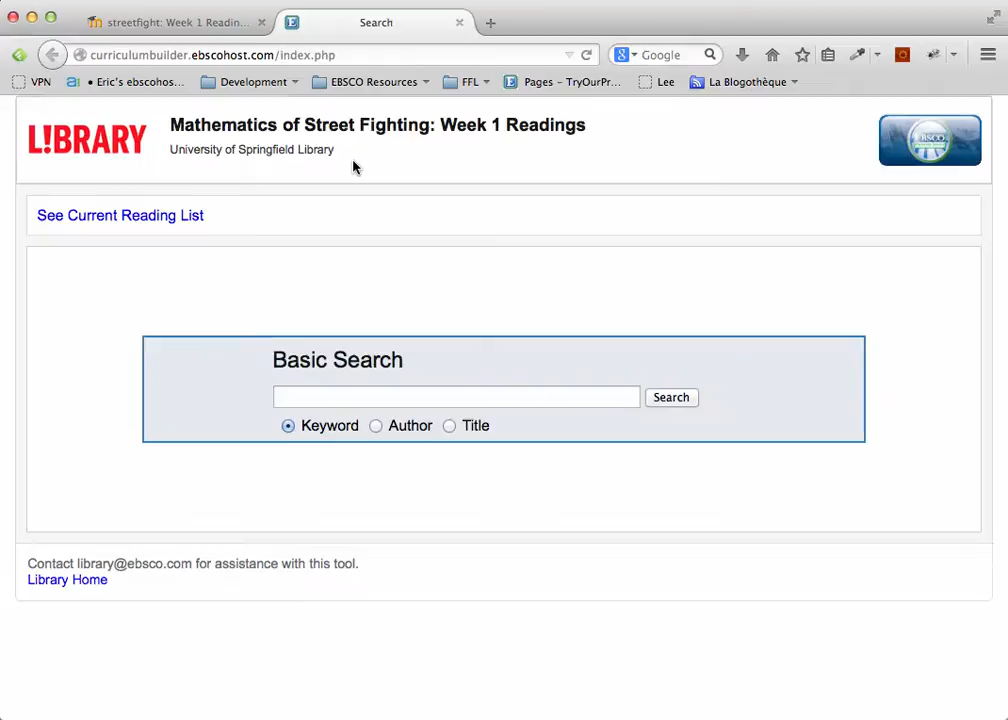 streetfight: Week 1 Readin...
Search
curriculumbuilder.ebscohost.com/index.php
Google
VPN
• Eric's ebscohos...
Development
EBSCO Resources
FFL
Pages – TryOurPr...
Lee
La Blogothèque
L!BRARY
Mathematics of Street Fighting: Week 1 Readings
University of Springfield Library
EBSCO
See Current Reading List
Basic Search
Search
Keyword
Author
Title
Contact library@ebsco.com for assistance with this tool.
Library Home